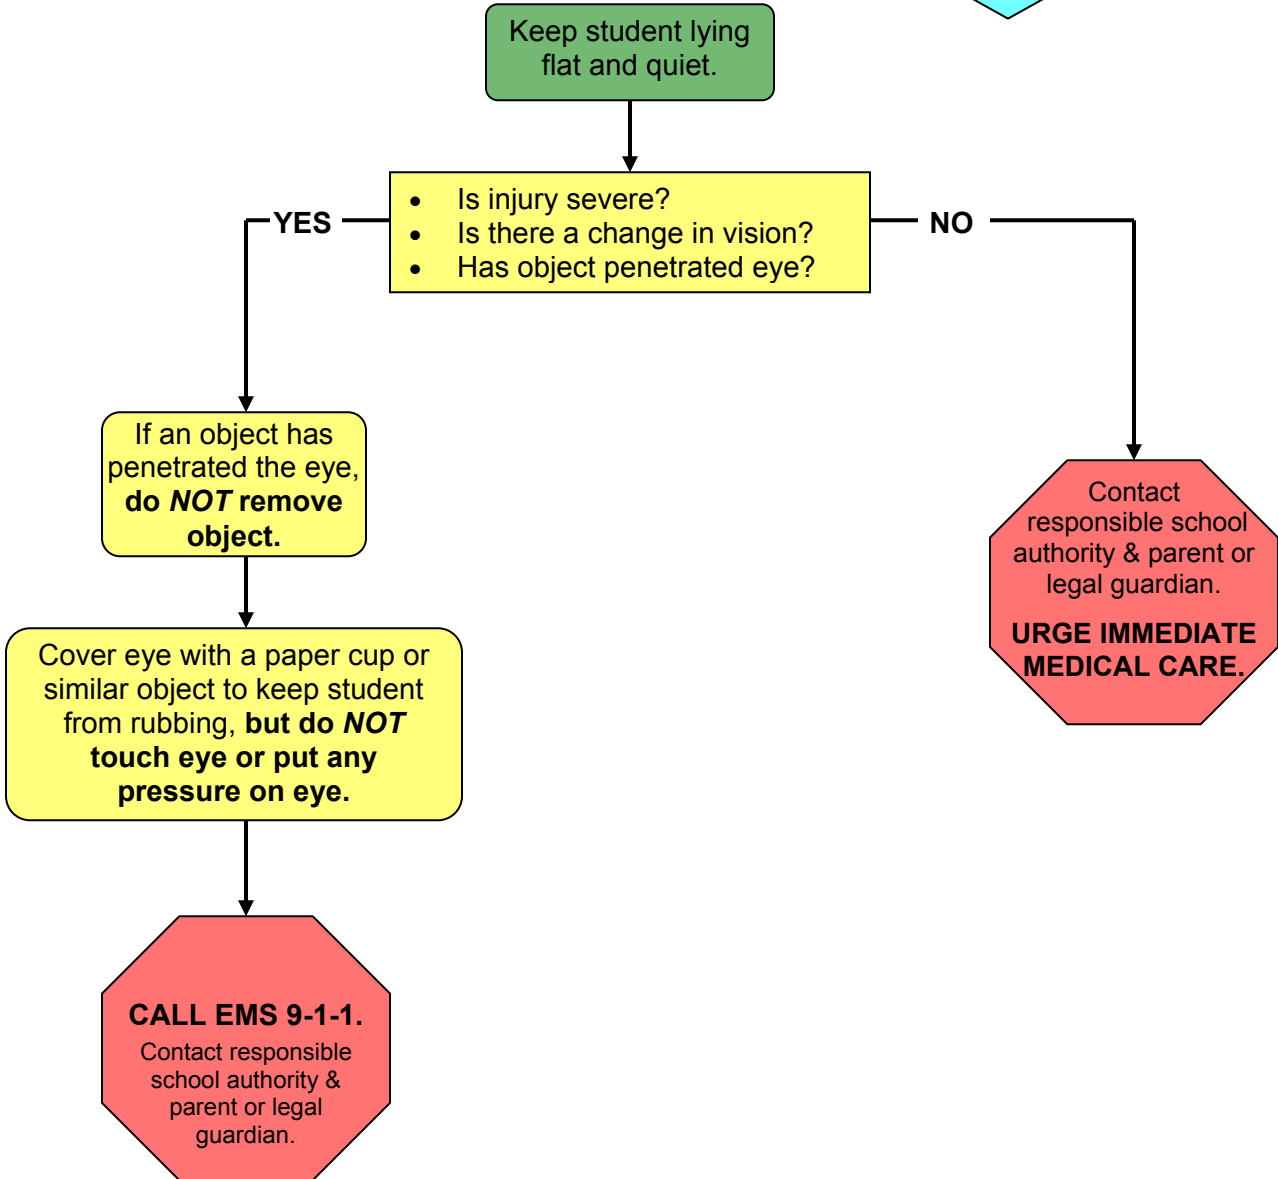 Keep student lying
flat and quiet.
YES
• Is injury severe?
• Is there a change in vision?
• Has object penetrated eye?
NO
If an object has
penetrated the eye,
do NOT remove
object.
Contact
responsible school
authority & parent or
legal guardian.
URGE IMMEDIATE
MEDICAL CARE.
Cover eye with a paper cup or
similar object to keep student
from rubbing, but do NOT
touch eye or put any
pressure on eye.
CALL EMS 9-1-1.
Contact responsible
school authority &
parent or legal
guardian.